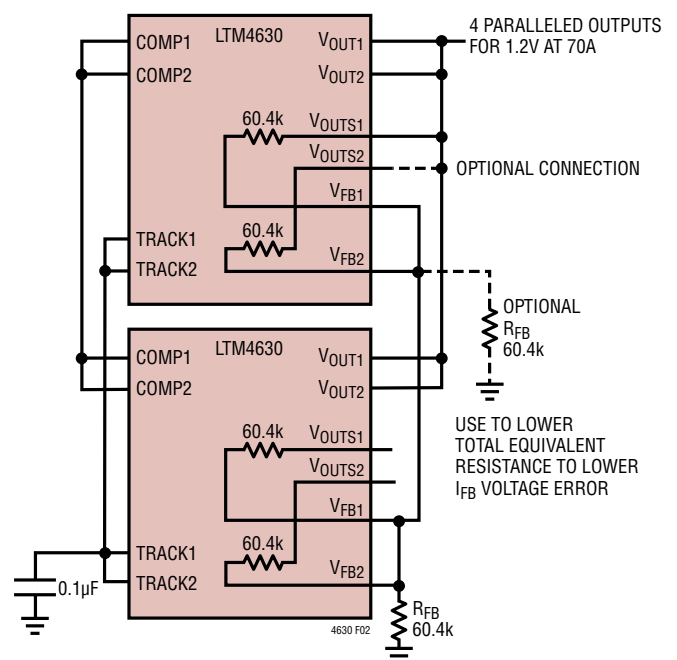 4 PARALLELED OUTPUTS
FOR 1.2V AT 70A
LTM4630
COMP1
COMP2
VOUT1
VOUT2
60.4k
VOUTS1
VOUTS2
OPTIONAL CONNECTION
VFB1
60.4k
TRACK1
TRACK2
VFB2
OPTIONAL
RFB
60.4k
LTM4630
COMP1
COMP2
VOUT1
VOUT2
USE TO LOWER
TOTAL EQUIVALENT
RESISTANCE TO LOWER
IFB VOLTAGE ERROR
60.4k
VOUTS1
VOUTS2
VFB1
60.4k
TRACK1
TRACK2
VFB2
0.1µF
RFB
60.4k
4630 F02